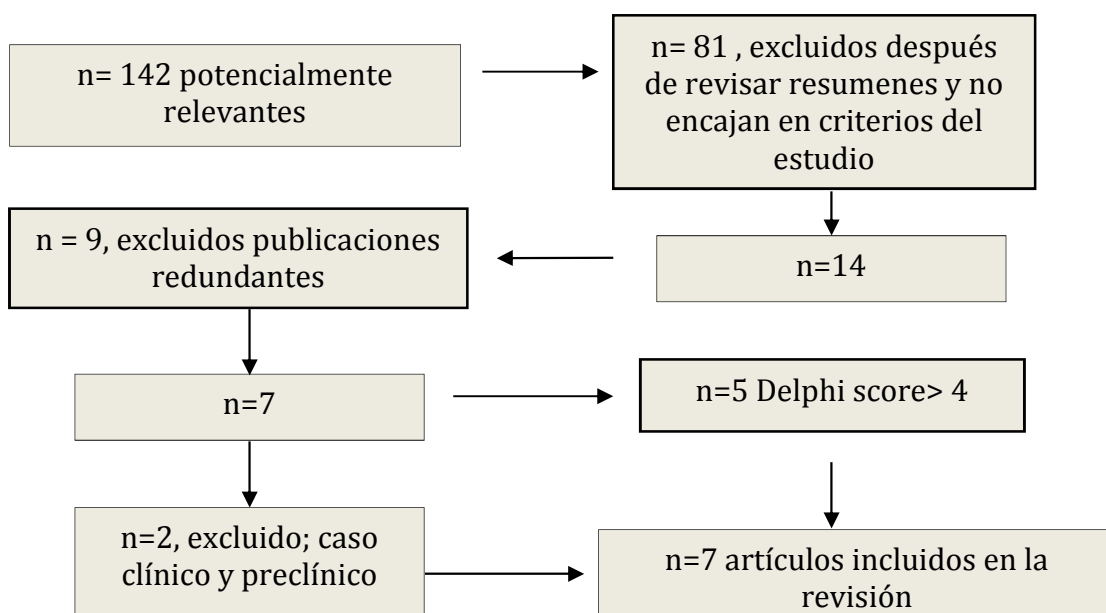 n= 142 potencialmente
relevantes
n= 81 , excluidos después
de revisar resumenes y no
encajan en criterios del
estudio
n=14
n = 9, excluidos publicaciones
redundantes
n=7
n=5 Delphi score> 4
n=2, excluido; caso
clínico y preclínico
n=7 artículos incluidos en la
revisión